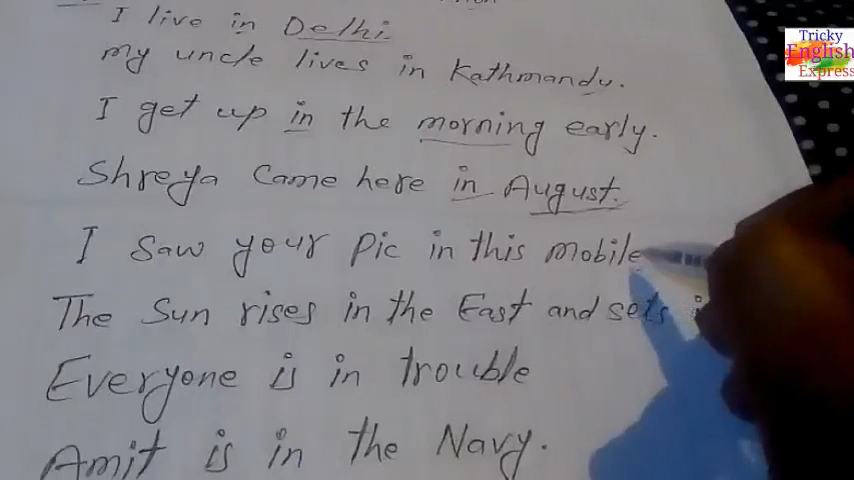 I live in Delhi
my uncle lives in Kathmandu.
I get up in the morning early.
Shreya came here in August.
I saw your pic in this mobile
The Sun rises in the East and sets
Everyone is in trouble
Amit is in the Navy.
Tricky
English
Express